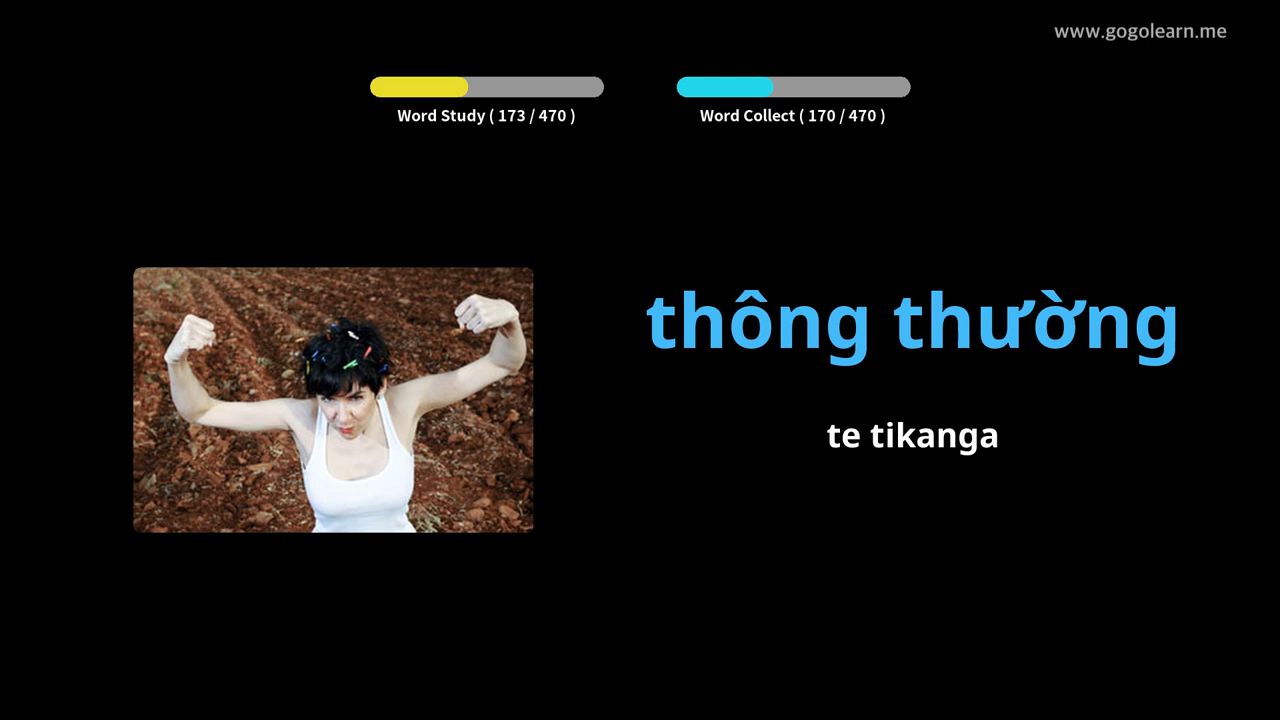 www.gogolearn.me
Word Study ( 173 / 470 )
Word Collect ( 170 / 470 )
thông thường
te tikanga